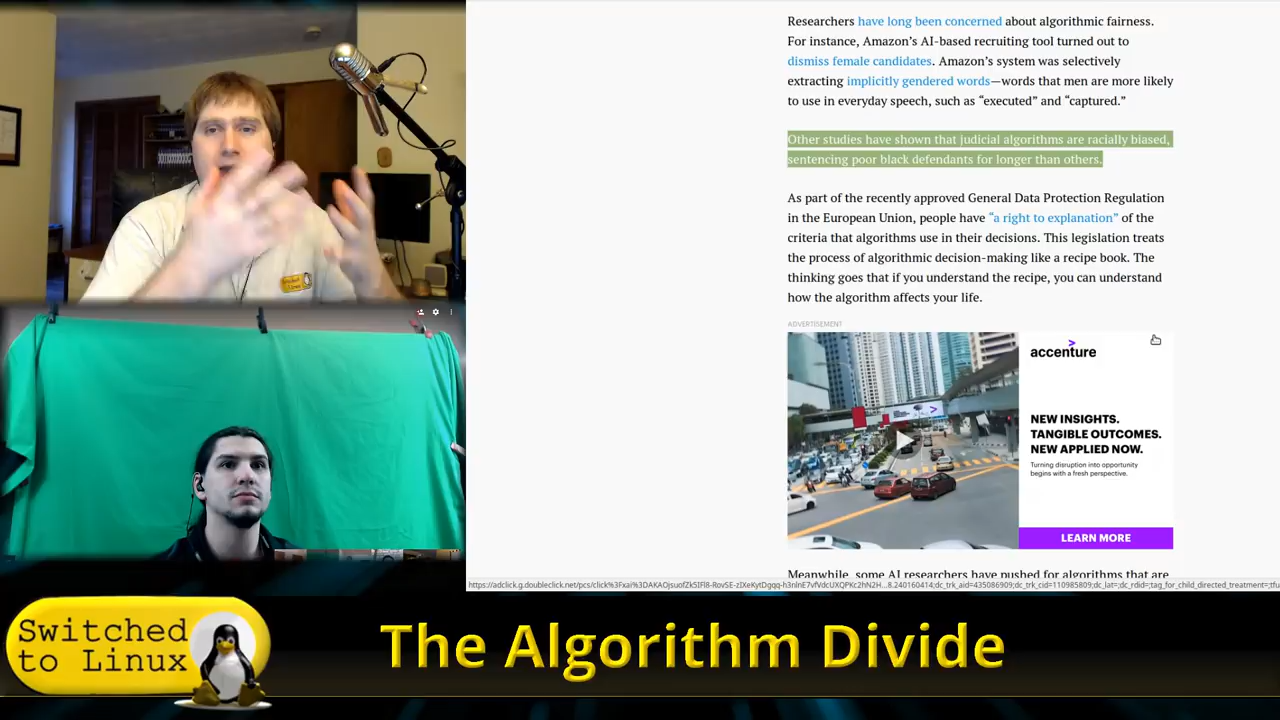 Researchers have long been concerned about algorithmic fairness.
For instance, Amazon’s AI-based recruiting tool turned out to
dismiss female candidates. Amazon’s system was selectively
extracting implicitly gendered words—words that men are more likely
to use in everyday speech, such as “executed” and “captured.”
Other studies have shown that judicial algorithms are racially biased,
sentencing poor black defendants for longer than others.
As part of the recently approved General Data Protection Regulation
in the European Union, people have “a right to explanation” of the
criteria that algorithms use in their decisions. This legislation treats
the process of algorithmic decision-making like a recipe book. The
thinking goes that if you understand the recipe, you can understand
how the algorithm affects your life.
ADVERTISEMENT
accenture
NEW INSIGHTS.
TANGIBLE OUTCOMES.
NEW APPLIED NOW.
Turning disruption into opportunity
begins with a fresh perspective.
LEARN MORE
Meanwhile, some AI researchers have pushed for algorithms that are
Switched
to Linux
The Algorithm Divide